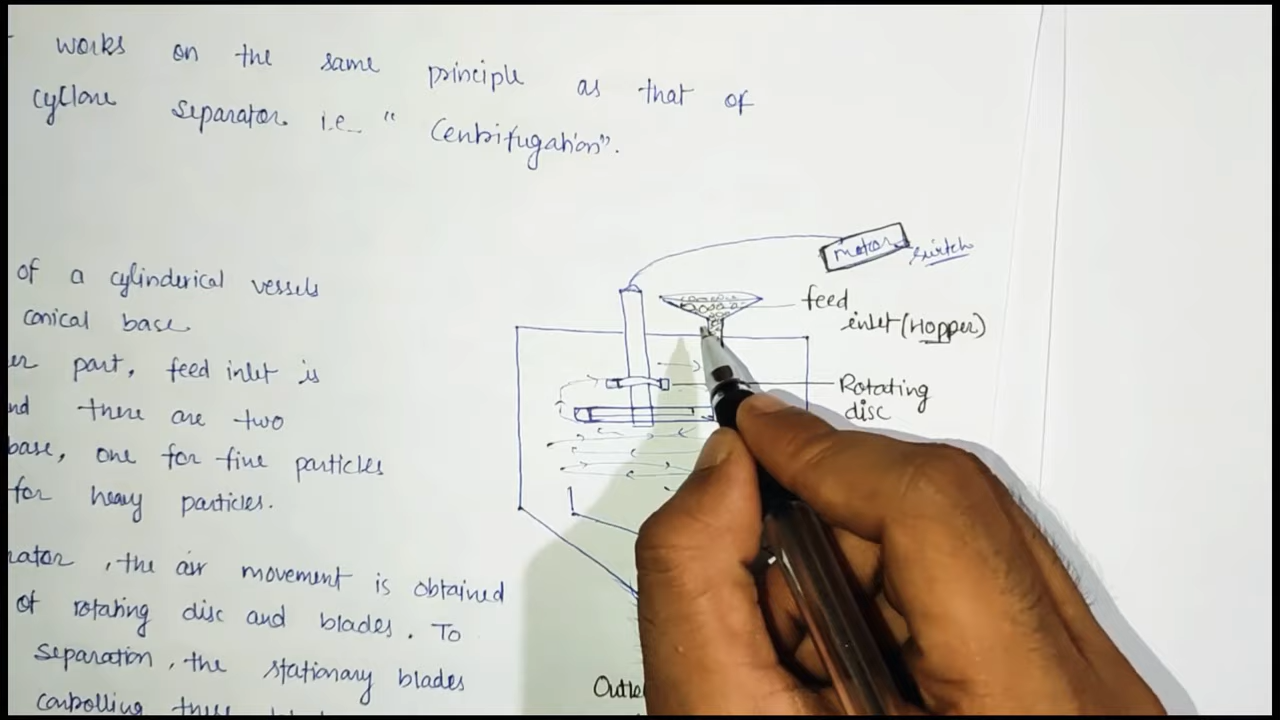 works on the same principle as that of
cyclone separator i.e. " Centrifugation".
of a cylinderical vessels
conical base
part, feed inlet is
there are two
base, one for fine particles
for heavy particles.
, the air movement is obtained
of rotating disc and blades. To
separation, the stationary blades
controlling these
motor
switch
feed
inlet (Hopper)
Rotating
disc